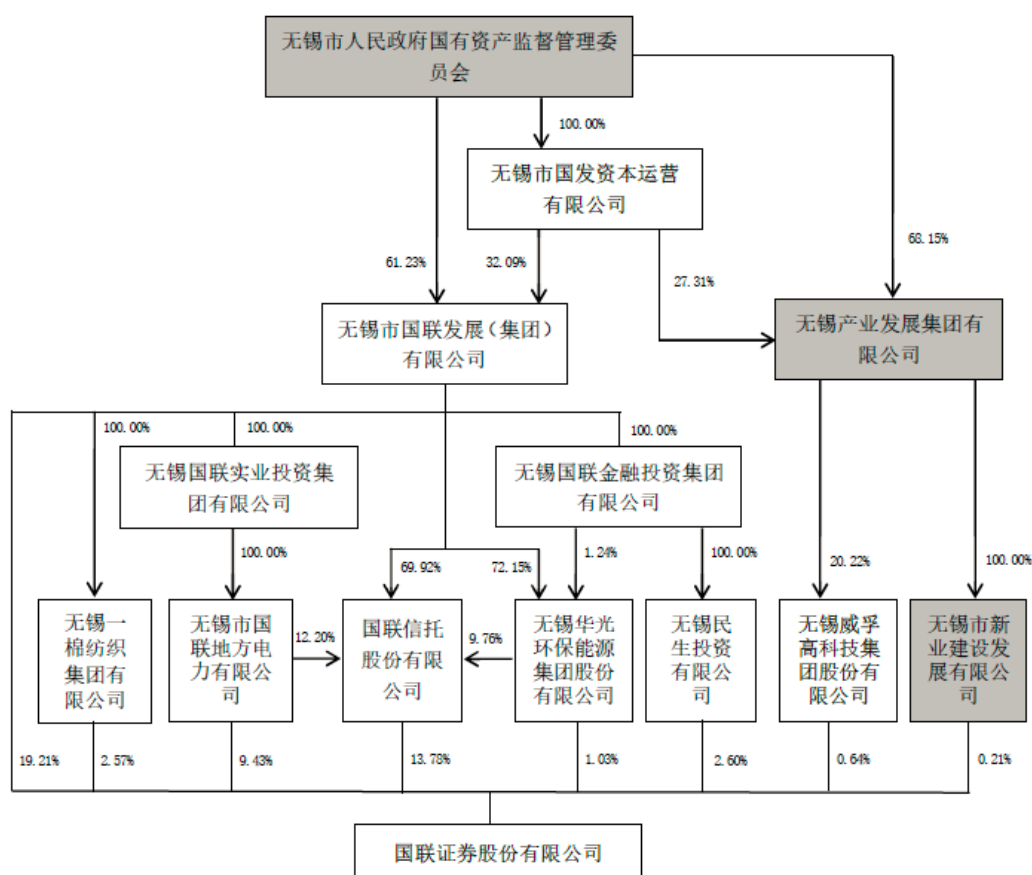 无锡市人民政府国有资产监督管理委
员会
100.00%
无锡市国发资本运营
有限公司
61.23%
32.09%
27.31%
68.15%
无锡市国联发展（集团）
有限公司
无锡产业发展集团有
限公司
100.00%
100.00%
100.00%
无锡国联实业投资集
团有限公司
无锡国联金融投资集团
有限公司
100.00%
69.92%
72.15%
1.24%
100.00%
20.22%
100.00%
无锡一
棉纺织
集团有
限公司
无锡市国
联地方电
力有限公
司
12.20%
国联信托
股份有限
公司
9.76%
无锡华光
环保能源
集团股份
有限公司
无锡民
生投资
有限公
司
无锡威孚
高科技集
团股份有
限公司
无锡市新
业建设发
展有限公
司
19.21%
2.57%
9.43%
13.78%
1.03%
2.60%
0.64%
0.21%
国联证券股份有限公司